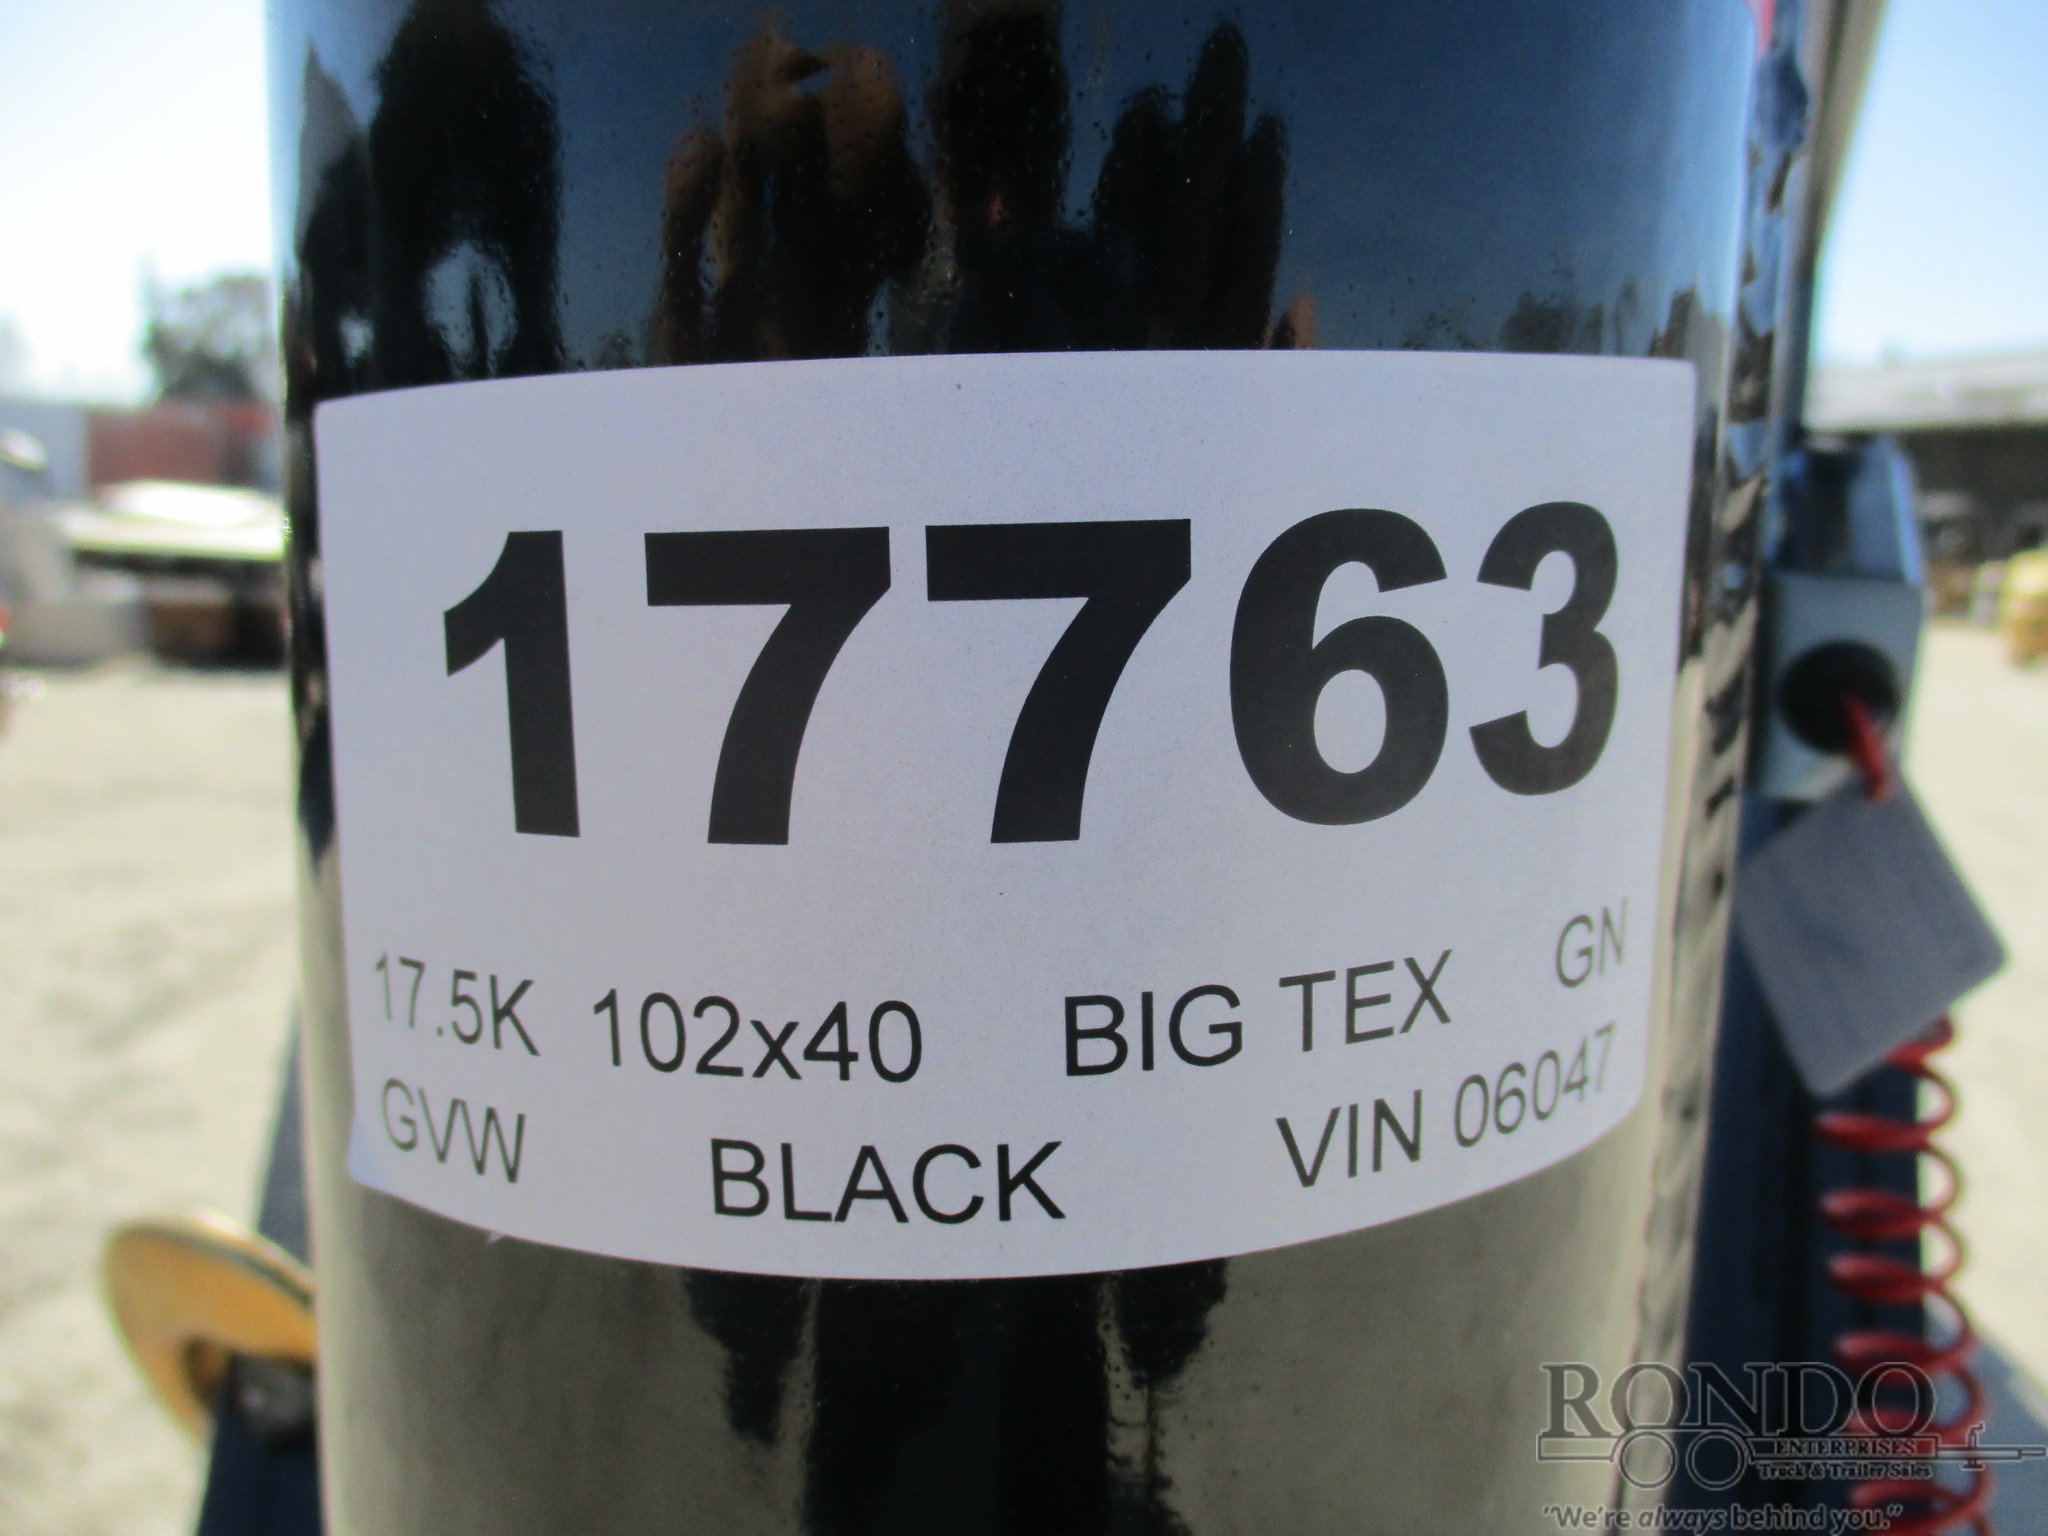 17763
17.5K 102x40 BIG TEX GN
GVW BLACK VIN 06047
RONDO
ENTERPRISES
Truck & Trailer Sales
"We're always behind you."